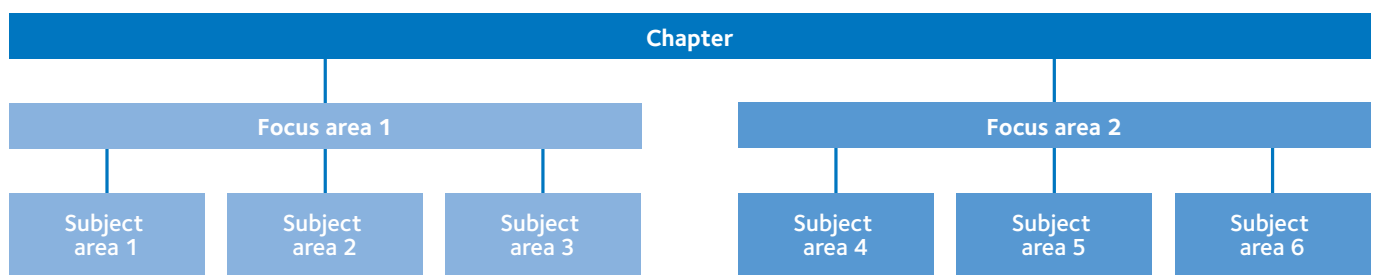 Chapter
Focus area 1
Focus area 2
Subject
area 1
Subject
area 2
Subject
area 3
Subject
area 4
Subject
area 5
Subject
area 6